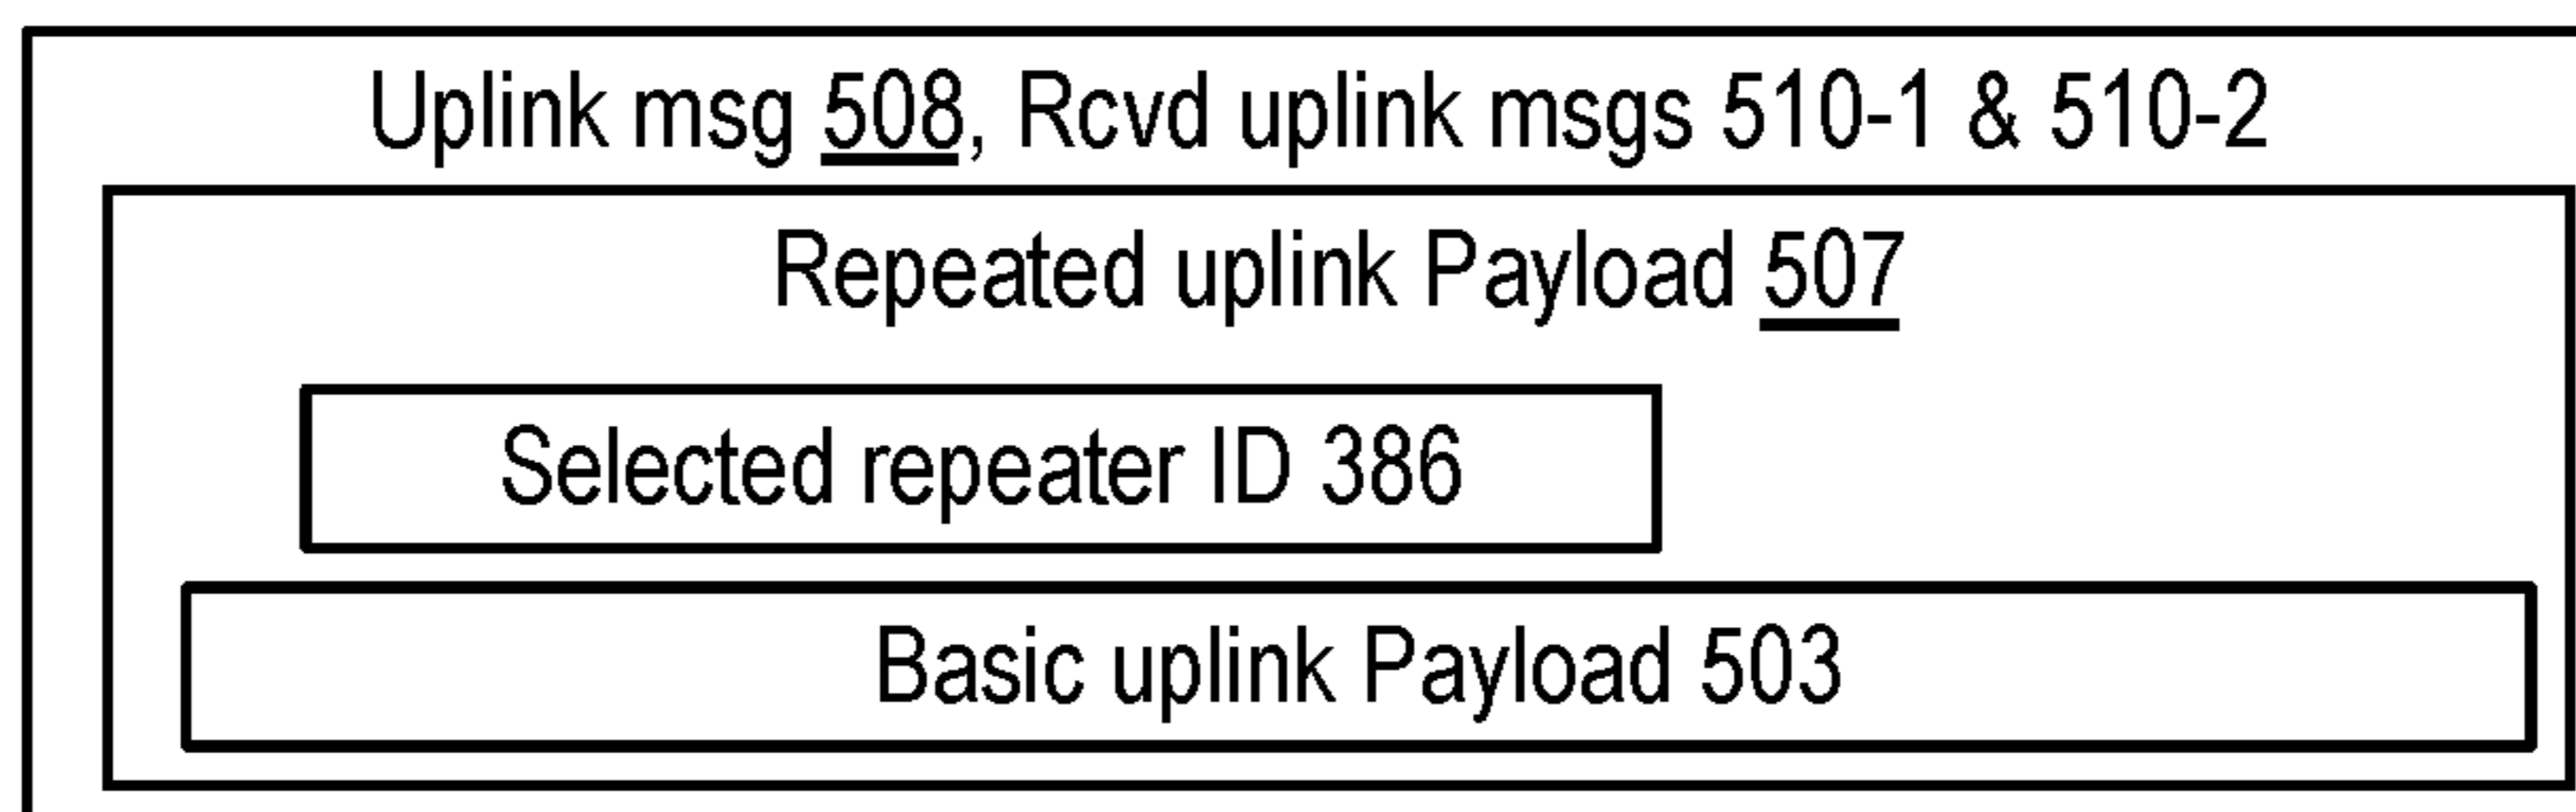 Uplink msg 508, Rcvd uplink msgs 510-1 & 510-2
Repeated uplink Payload 507
Selected repeater ID 386
Basic uplink Payload 503